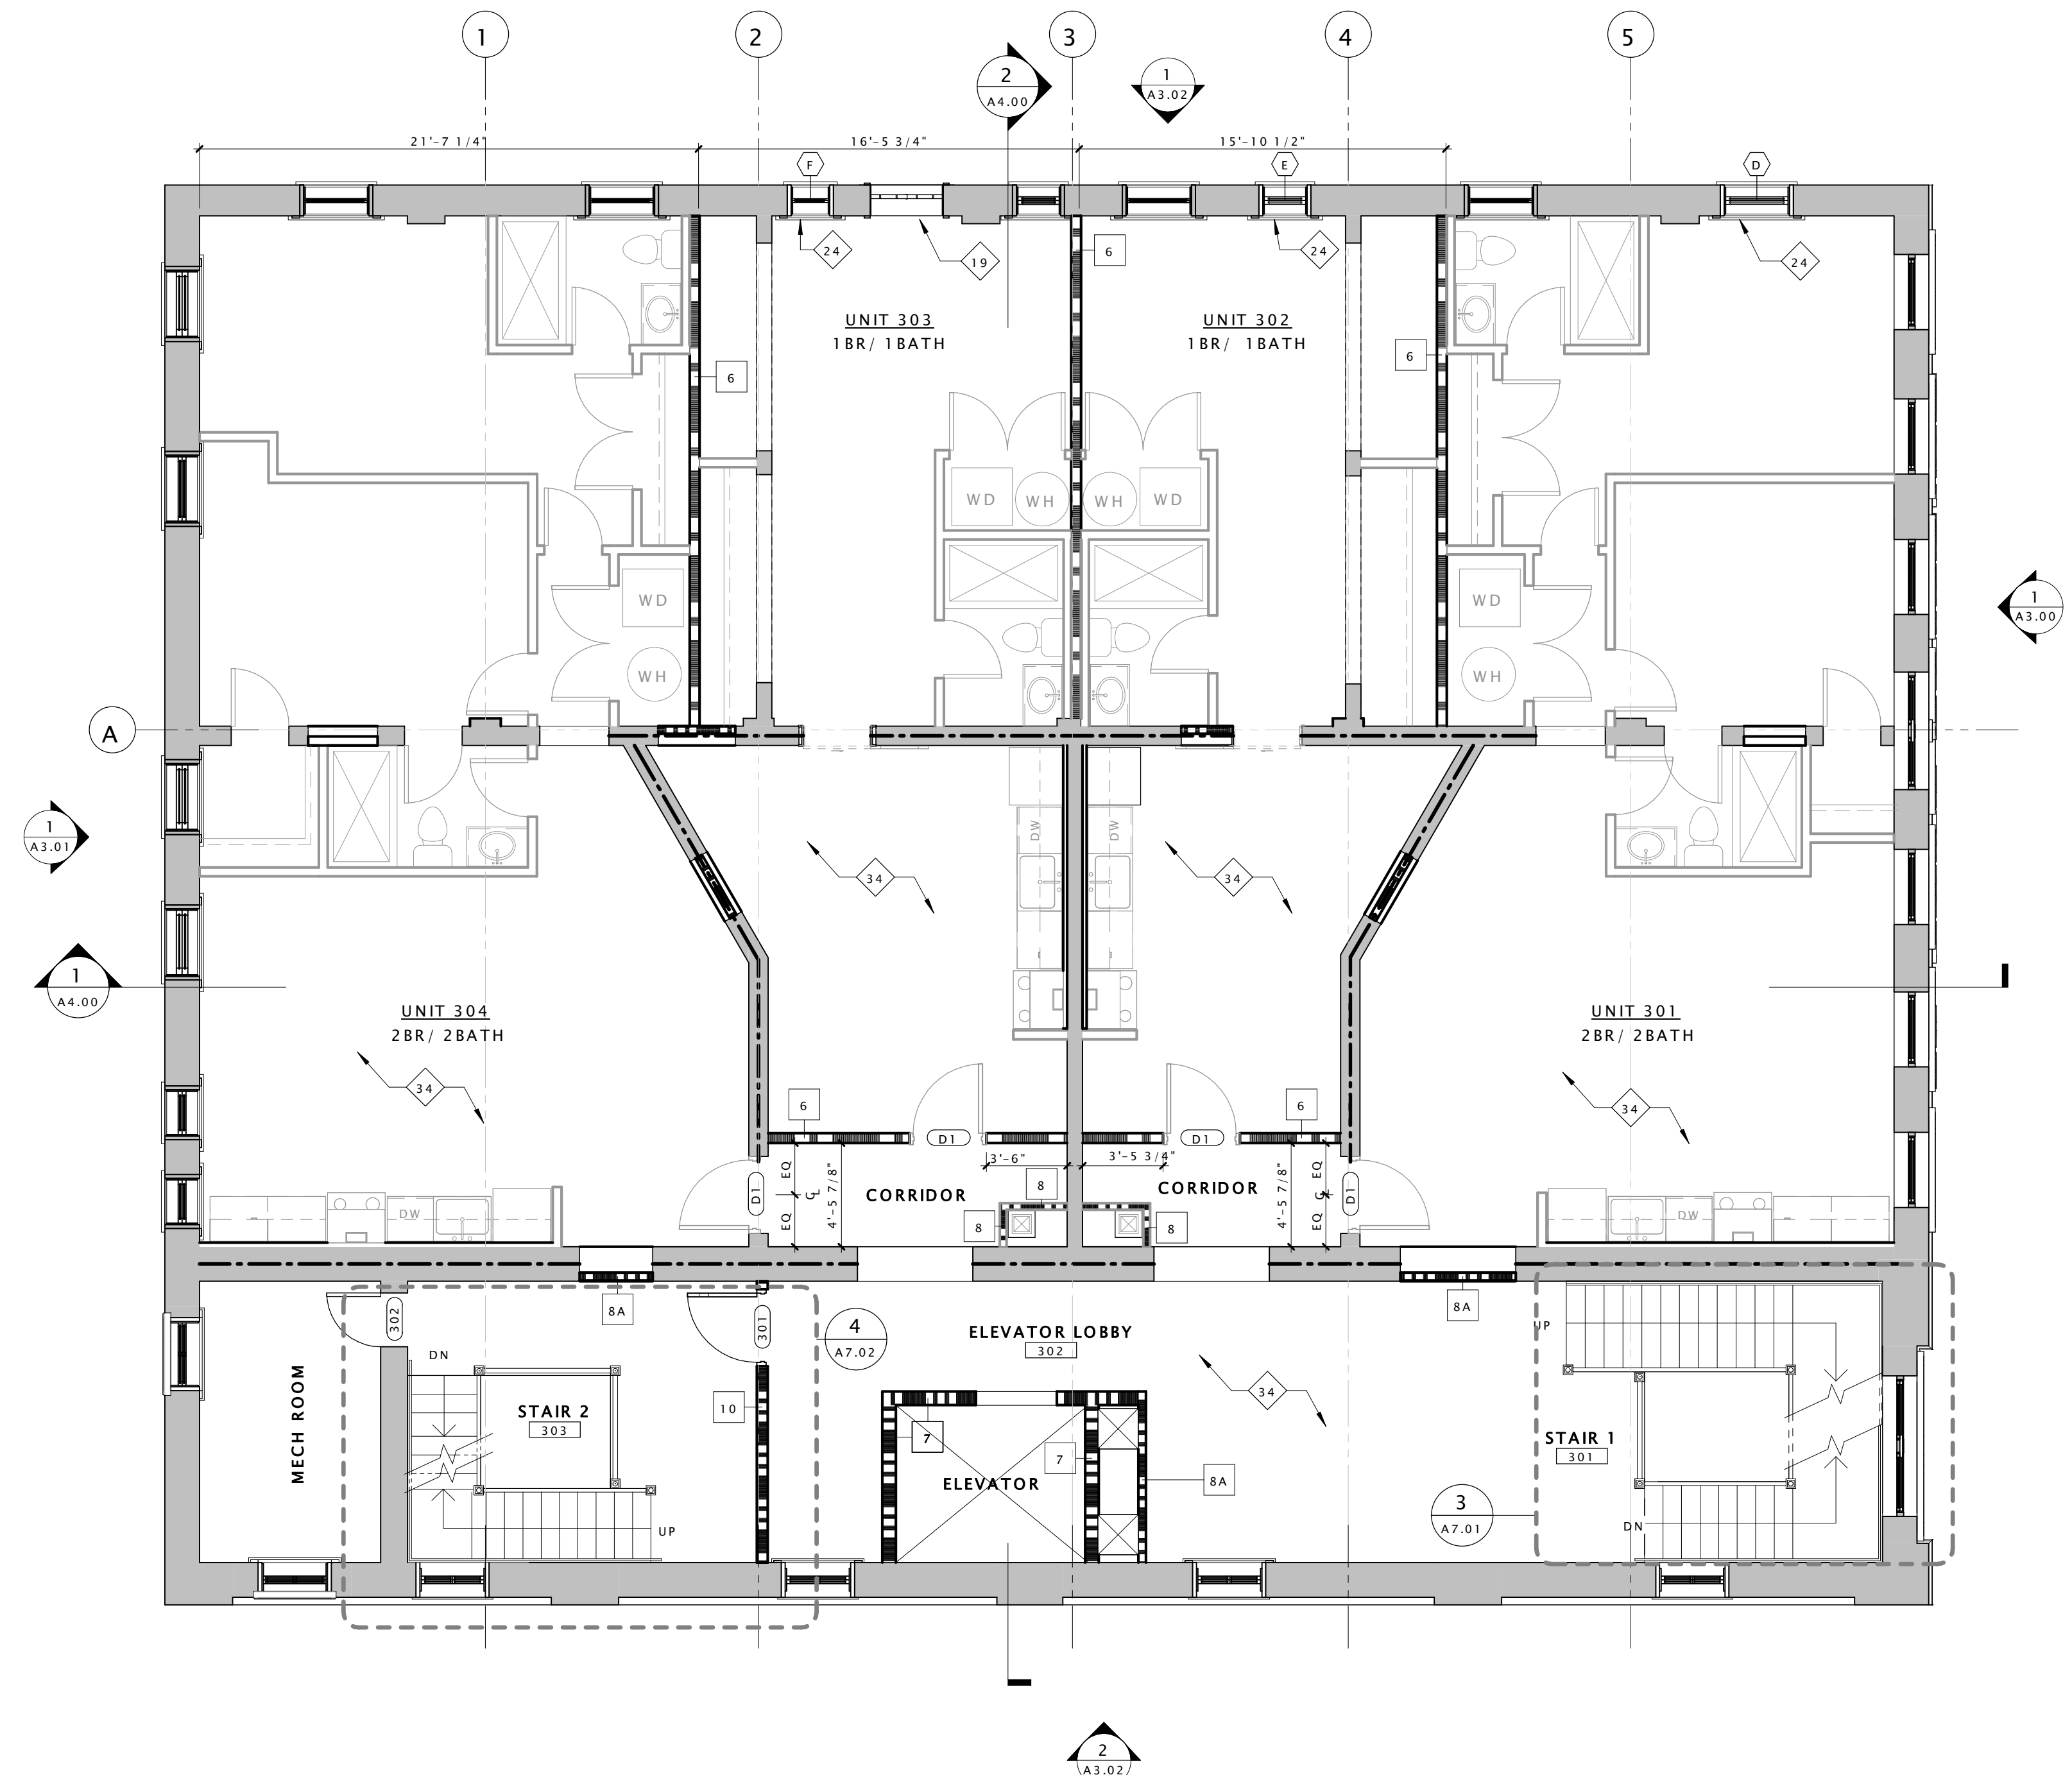 1
2
3
4
5
2
A4.00
1
A3.02
21'-7 1/4"
16'-5 3/4"
15'-10 1/2"
F
E
D
24
19
6
24
24
UNIT 303
1BR/ 1BATH
UNIT 302
1BR/ 1BATH
6
6
WD
WH
WH
WD
WD
WD
1
A3.00
WH
WH
A
1
A3.01
DW
DW
34
34
1
A4.00
UNIT 304
2BR/ 2BATH
UNIT 301
2BR/ 2BATH
34
34
6
6
D1
D1
3'-6"
3'-5 3/4"
D1
EQ
EQ
CL
4'-5 7/8"
CORRIDOR
8
8
CORRIDOR
8
4'-5 7/8"
EQ
EQ
CL
D1
DW
DW
302
8A
301
4
A7.02
ELEVATOR LOBBY
302
8A
UP
DN
34
MECH ROOM
STAIR 2
303
10
7
7
ELEVATOR
8A
STAIR 1
301
3
A7.01
UP
DN
2
A3.02